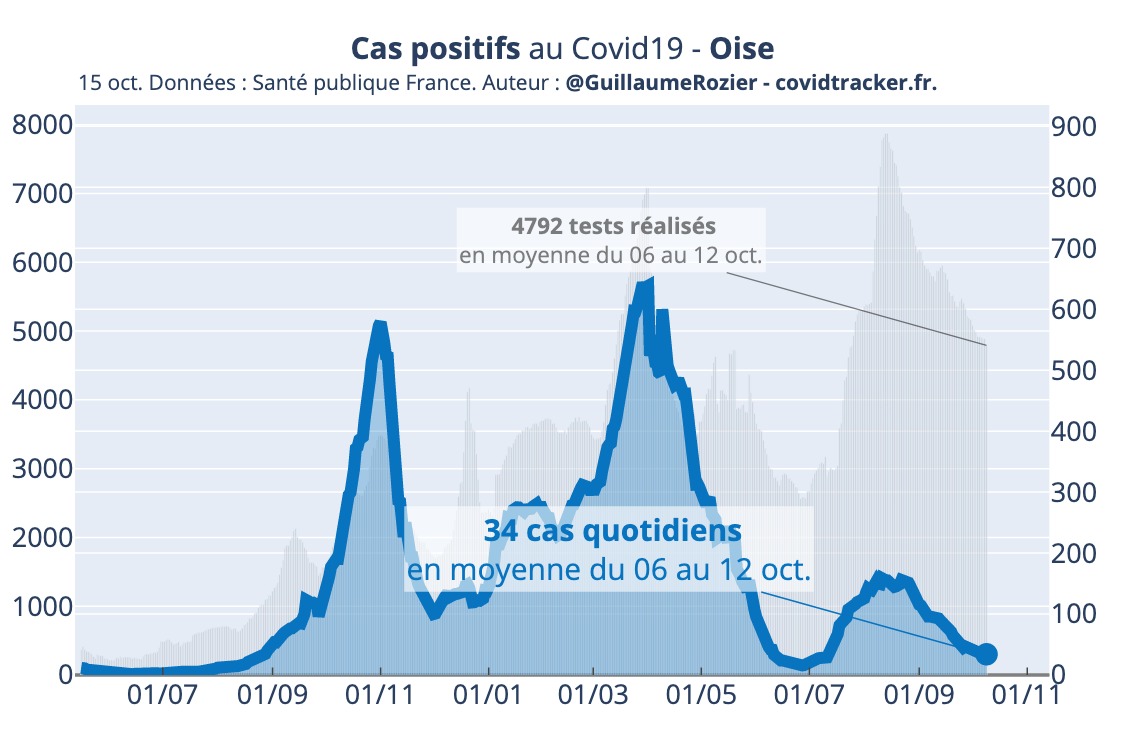 Cas positifs au Covid19 - Oise
15 oct. Données : Santé publique France. Auteur : @GuillaumeRozier - covidtracker.fr.
8000
7000
6000
5000
4000
3000
2000
1000
0
900
800
700
600
500
400
300
200
100
0
4792 tests réalisés
en moyenne du 06 au 12 oct.
34 cas quotidiens
en moyenne du 06 au 12 oct.
01/07 01/09 01/11 01/01 01/03 01/05 01/07 01/09 01/11